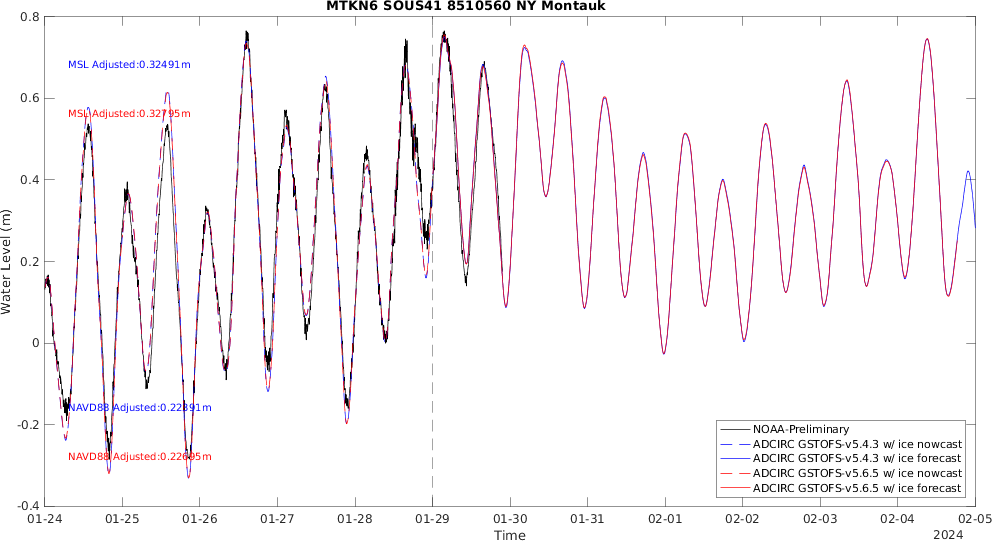 MTKN6 SOUS41 8510560 NY Montauk
0.8
0.6
0.4
0.2
0
-0.2
-0.4
Water Level (m)
MSL Adjusted:0.32491m
MSL Adjusted:0.32795m
NAVD88 Adjusted:0.22391m
NAVD88 Adjusted:0.22695m
NOAA-Preliminary
ADCIRC GSTOFS-v5.4.3 w/ ice nowcast
ADCIRC GSTOFS-v5.4.3 w/ ice forecast
ADCIRC GSTOFS-v5.6.5 w/ ice nowcast
ADCIRC GSTOFS-v5.6.5 w/ ice forecast
01-24 01-25 01-26 01-27 01-28 01-29 01-30 01-31 02-01 02-02 02-03 02-04 02-05
Time
2024